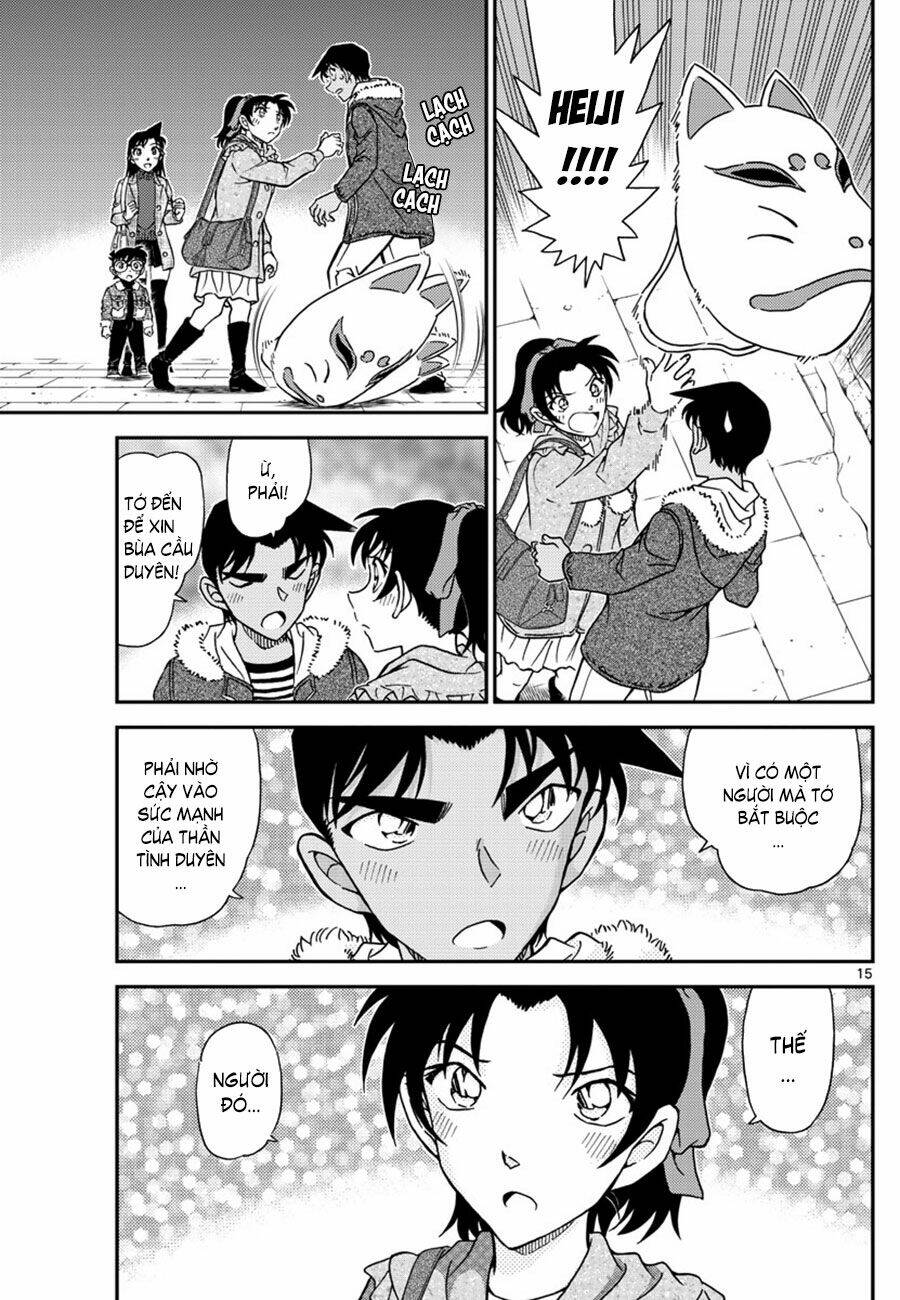 HEIJI
!!!!
LẠCH
CẠCH
LẠCH
CẠCH
Ừ,
PHẢI!
TỚ ĐẾN
ĐỂ XIN
BÙA CẦU
DUYÊN!
VÌ CÓ MỘT
NGƯỜI MÀ TỚ
BẮT BUỘC
...
PHẢI NHỜ
CẬY VÀO
SỨC MẠNH
CỦA THẦN
TÌNH DUYÊN
...
15
THẾ
...
NGƯỜI
ĐÓ...